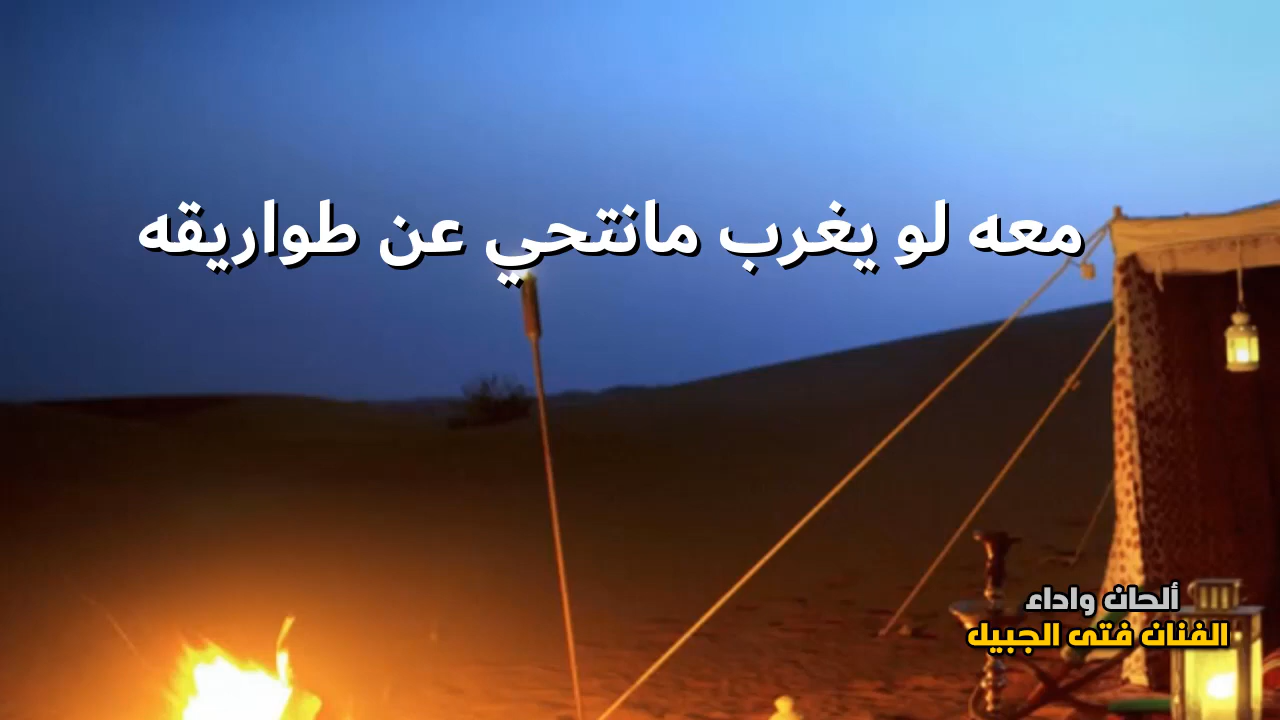 معه لو يغرب مانتحي عن طواريقه
ألحان واداء
الفنان فتى الجبيل